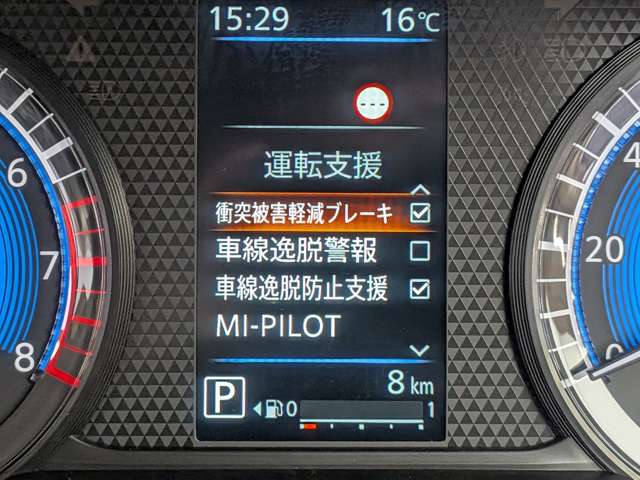 15:29 16℃
運転支援
衝突被害軽減ブレーキ
車線逸脱警報
車線逸脱防止支援
MI-PILOT
8 km
P 0 1
6
7
8
4
20
0